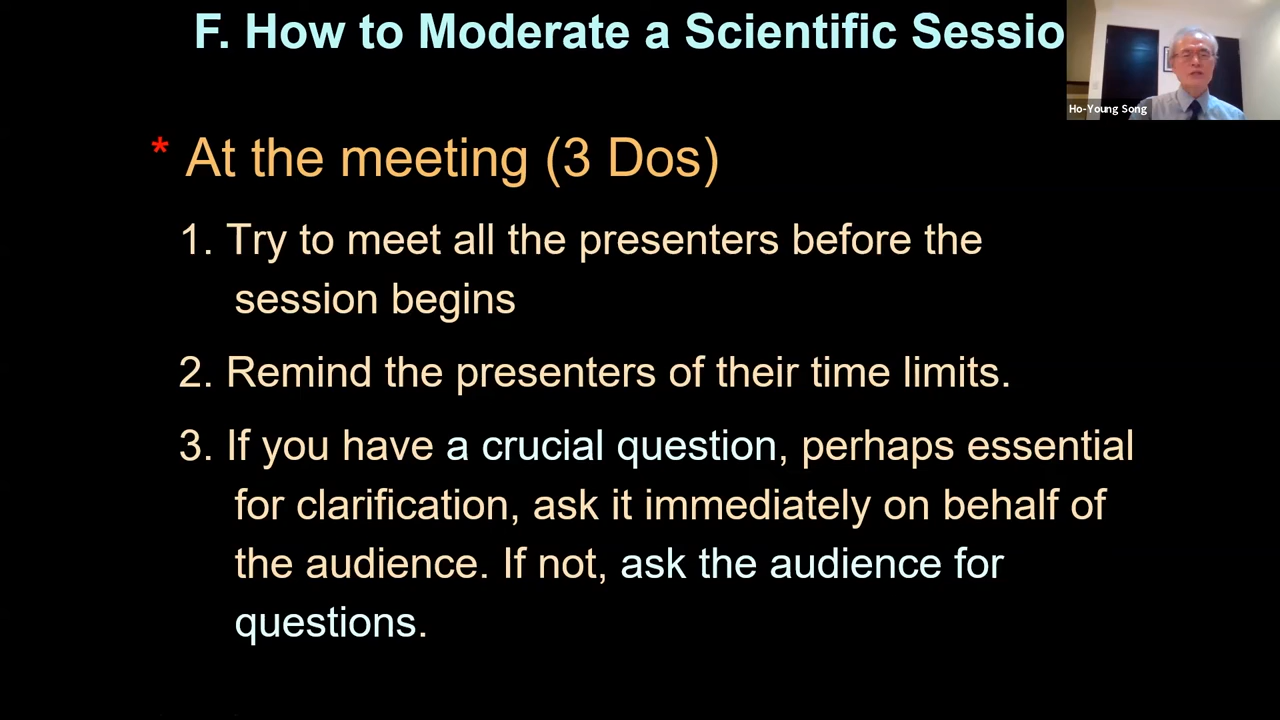 F. How to Moderate a Scientific Sessio
Ho-Young Song
* At the meeting (3 Dos)
1. Try to meet all the presenters before the
session begins
2. Remind the presenters of their time limits.
3. If you have a crucial question, perhaps essential
for clarification, ask it immediately on behalf of
the audience. If not, ask the audience for
questions.